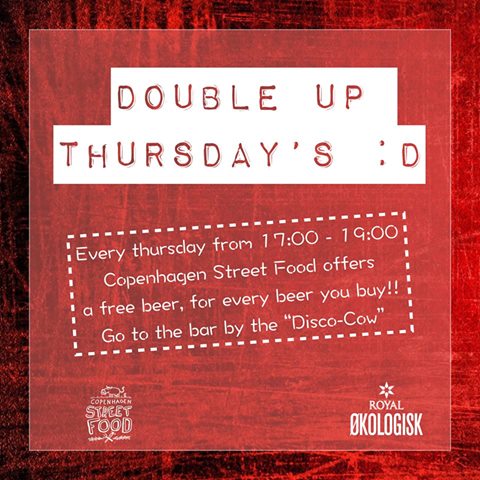 DOUBLE UP
THURSDAY'S :D
Every thursday from 17:00 - 19:00
Copenhagen Street Food offers
a free beer, for every beer you buy!!
Go to the bar by the "Disco-Cow"
COPENHAGEN
STREET
FOOD
ROYAL
ØKOLOGISK